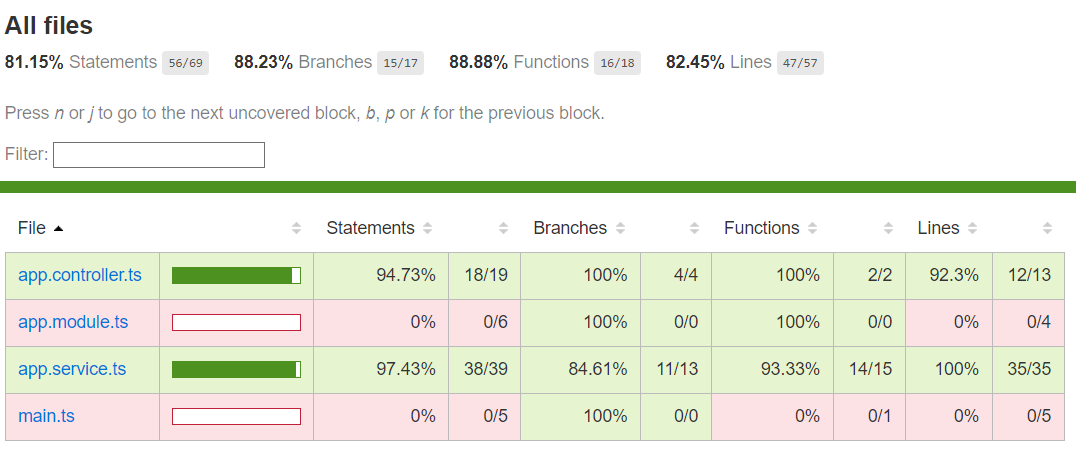 All files
81.15% Statements 56/69 88.23% Branches 15/17 88.88% Functions 16/18 82.45% Lines 47/57
Press n or j to go to the next uncovered block, b, p or k for the previous block.
Filter:
File Statements Branches Functions Lines
app.controller.ts 94.73% 18/19 100% 4/4 100% 2/2 92.3% 12/13
app.module.ts 0% 0/6 100% 0/0 100% 0/0 0% 0/4
app.service.ts 97.43% 38/39 84.61% 11/13 93.33% 14/15 100% 35/35
main.ts 0% 0/5 100% 0/0 0% 0/1 0% 0/5